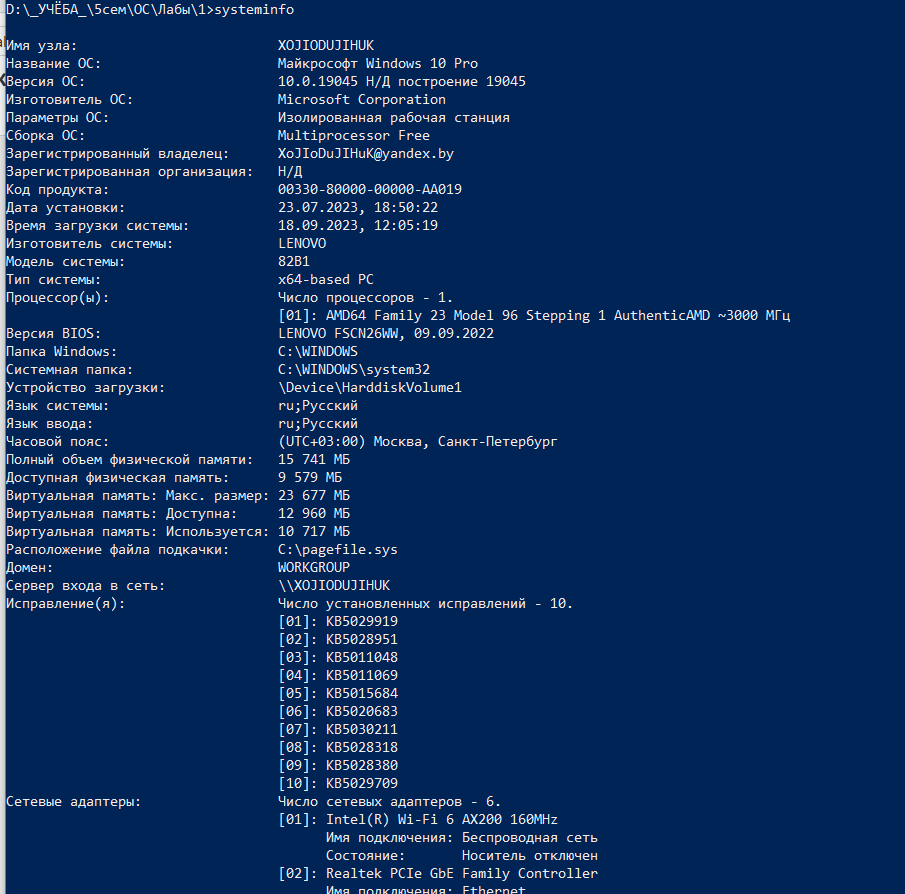 D:\_УЧЁБА_\5сем\ОС\Лабы\1>systeminfo
Имя узла: XOJIODUJIHUK
Название ОС: Майкрософт Windows 10 Pro
Версия ОС: 10.0.19045 Н/Д построение 19045
Изготовитель ОС: Microsoft Corporation
Параметры ОС: Изолированная рабочая станция
Сборка ОС: Multiprocessor Free
Зарегистрированный владелец: XoJIoDuJIHuK@yandex.by
Зарегистрированная организация: Н/Д
Код продукта: 00330-80000-00000-AA019
Дата установки: 23.07.2023, 18:50:22
Время загрузки системы: 18.09.2023, 12:05:19
Изготовитель системы: LENOVO
Модель системы: 82B1
Тип системы: x64-based PC
Процессор(ы): Число процессоров - 1.
[01]: AMD64 Family 23 Model 96 Stepping 1 AuthenticAMD ~3000 МГц
Версия BIOS: LENOVO FSCN26WW, 09.09.2022
Папка Windows: C:\WINDOWS
Системная папка: C:\WINDOWS\system32
Устройство загрузки: \Device\HarddiskVolume1
Язык системы: ru;Русский
Язык ввода: ru;Русский
Часовой пояс: (UTC+03:00) Москва, Санкт-Петербург
Полный объем физической памяти: 15 741 МБ
Доступная физическая память: 9 579 МБ
Виртуальная память: Макс. размер: 23 677 МБ
Виртуальная память: Доступна: 12 960 МБ
Виртуальная память: Используется: 10 717 МБ
Расположение файла подкачки: C:\pagefile.sys
Домен: WORKGROUP
Сервер входа в сеть: \\XOJIODUJIHUK
Исправление(я): Число установленных исправлений - 10.
[01]: KB5029919
[02]: KB5028951
[03]: KB5011048
[04]: KB5011069
[05]: KB5015684
[06]: KB5020683
[07]: KB5030211
[08]: KB5028318
[09]: KB5028380
[10]: KB5029709
Сетевые адаптеры: Число сетевых адаптеров - 6.
[01]: Intel(R) Wi-Fi 6 AX200 160MHz
Имя подключения: Беспроводная сеть
Состояние: Носитель отключен
[02]: Realtek PCIe GbE Family Controller
Имя подключения: Ethernet